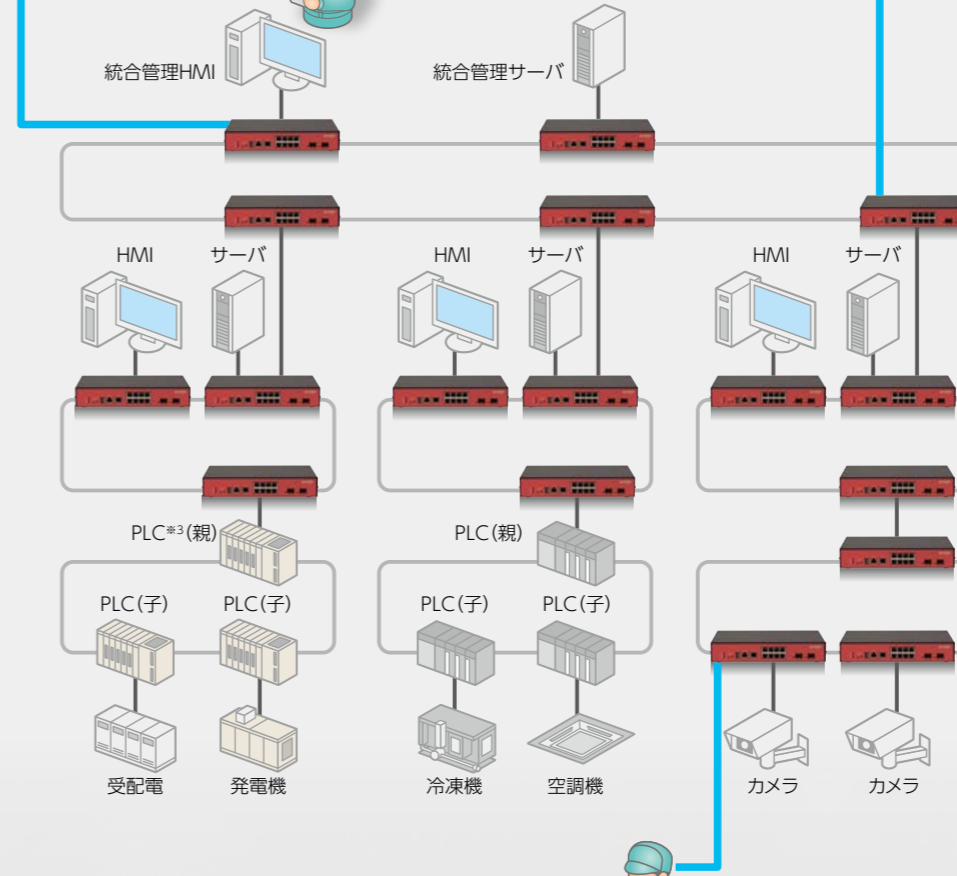 統合管理HMI
統合管理サーバ
HMI
サーバ
HMI
サーバ
HMI
サーバ
PLC※3(親)
PLC(親)
PLC(子)
PLC(子)
PLC(子)
PLC(子)
受配電
発電機
冷凍機
空調機
カメラ
カメラ